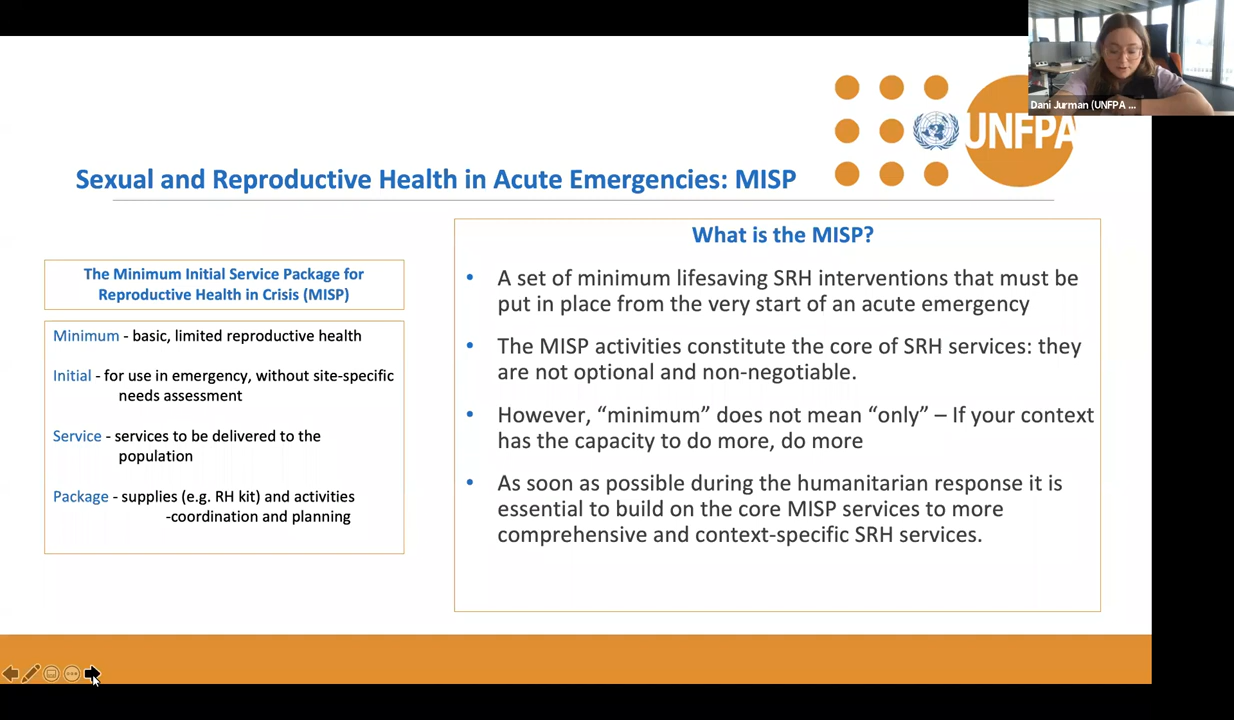 Dani Jurman (UNFPA ...
UNFPA
Sexual and Reproductive Health in Acute Emergencies: MISP
The Minimum Initial Service Package for
Reproductive Health in Crisis (MISP)
Minimum - basic, limited reproductive health
Initial - for use in emergency, without site-specific
needs assessment
Service - services to be delivered to the
population
Package - supplies (e.g. RH kit) and activities
-coordination and planning
What is the MISP?
• A set of minimum lifesaving SRH interventions that must be
put in place from the very start of an acute emergency
• The MISP activities constitute the core of SRH services: they
are not optional and non-negotiable.
• However, “minimum” does not mean “only” – If your context
has the capacity to do more, do more
• As soon as possible during the humanitarian response it is
essential to build on the core MISP services to more
comprehensive and context-specific SRH services.